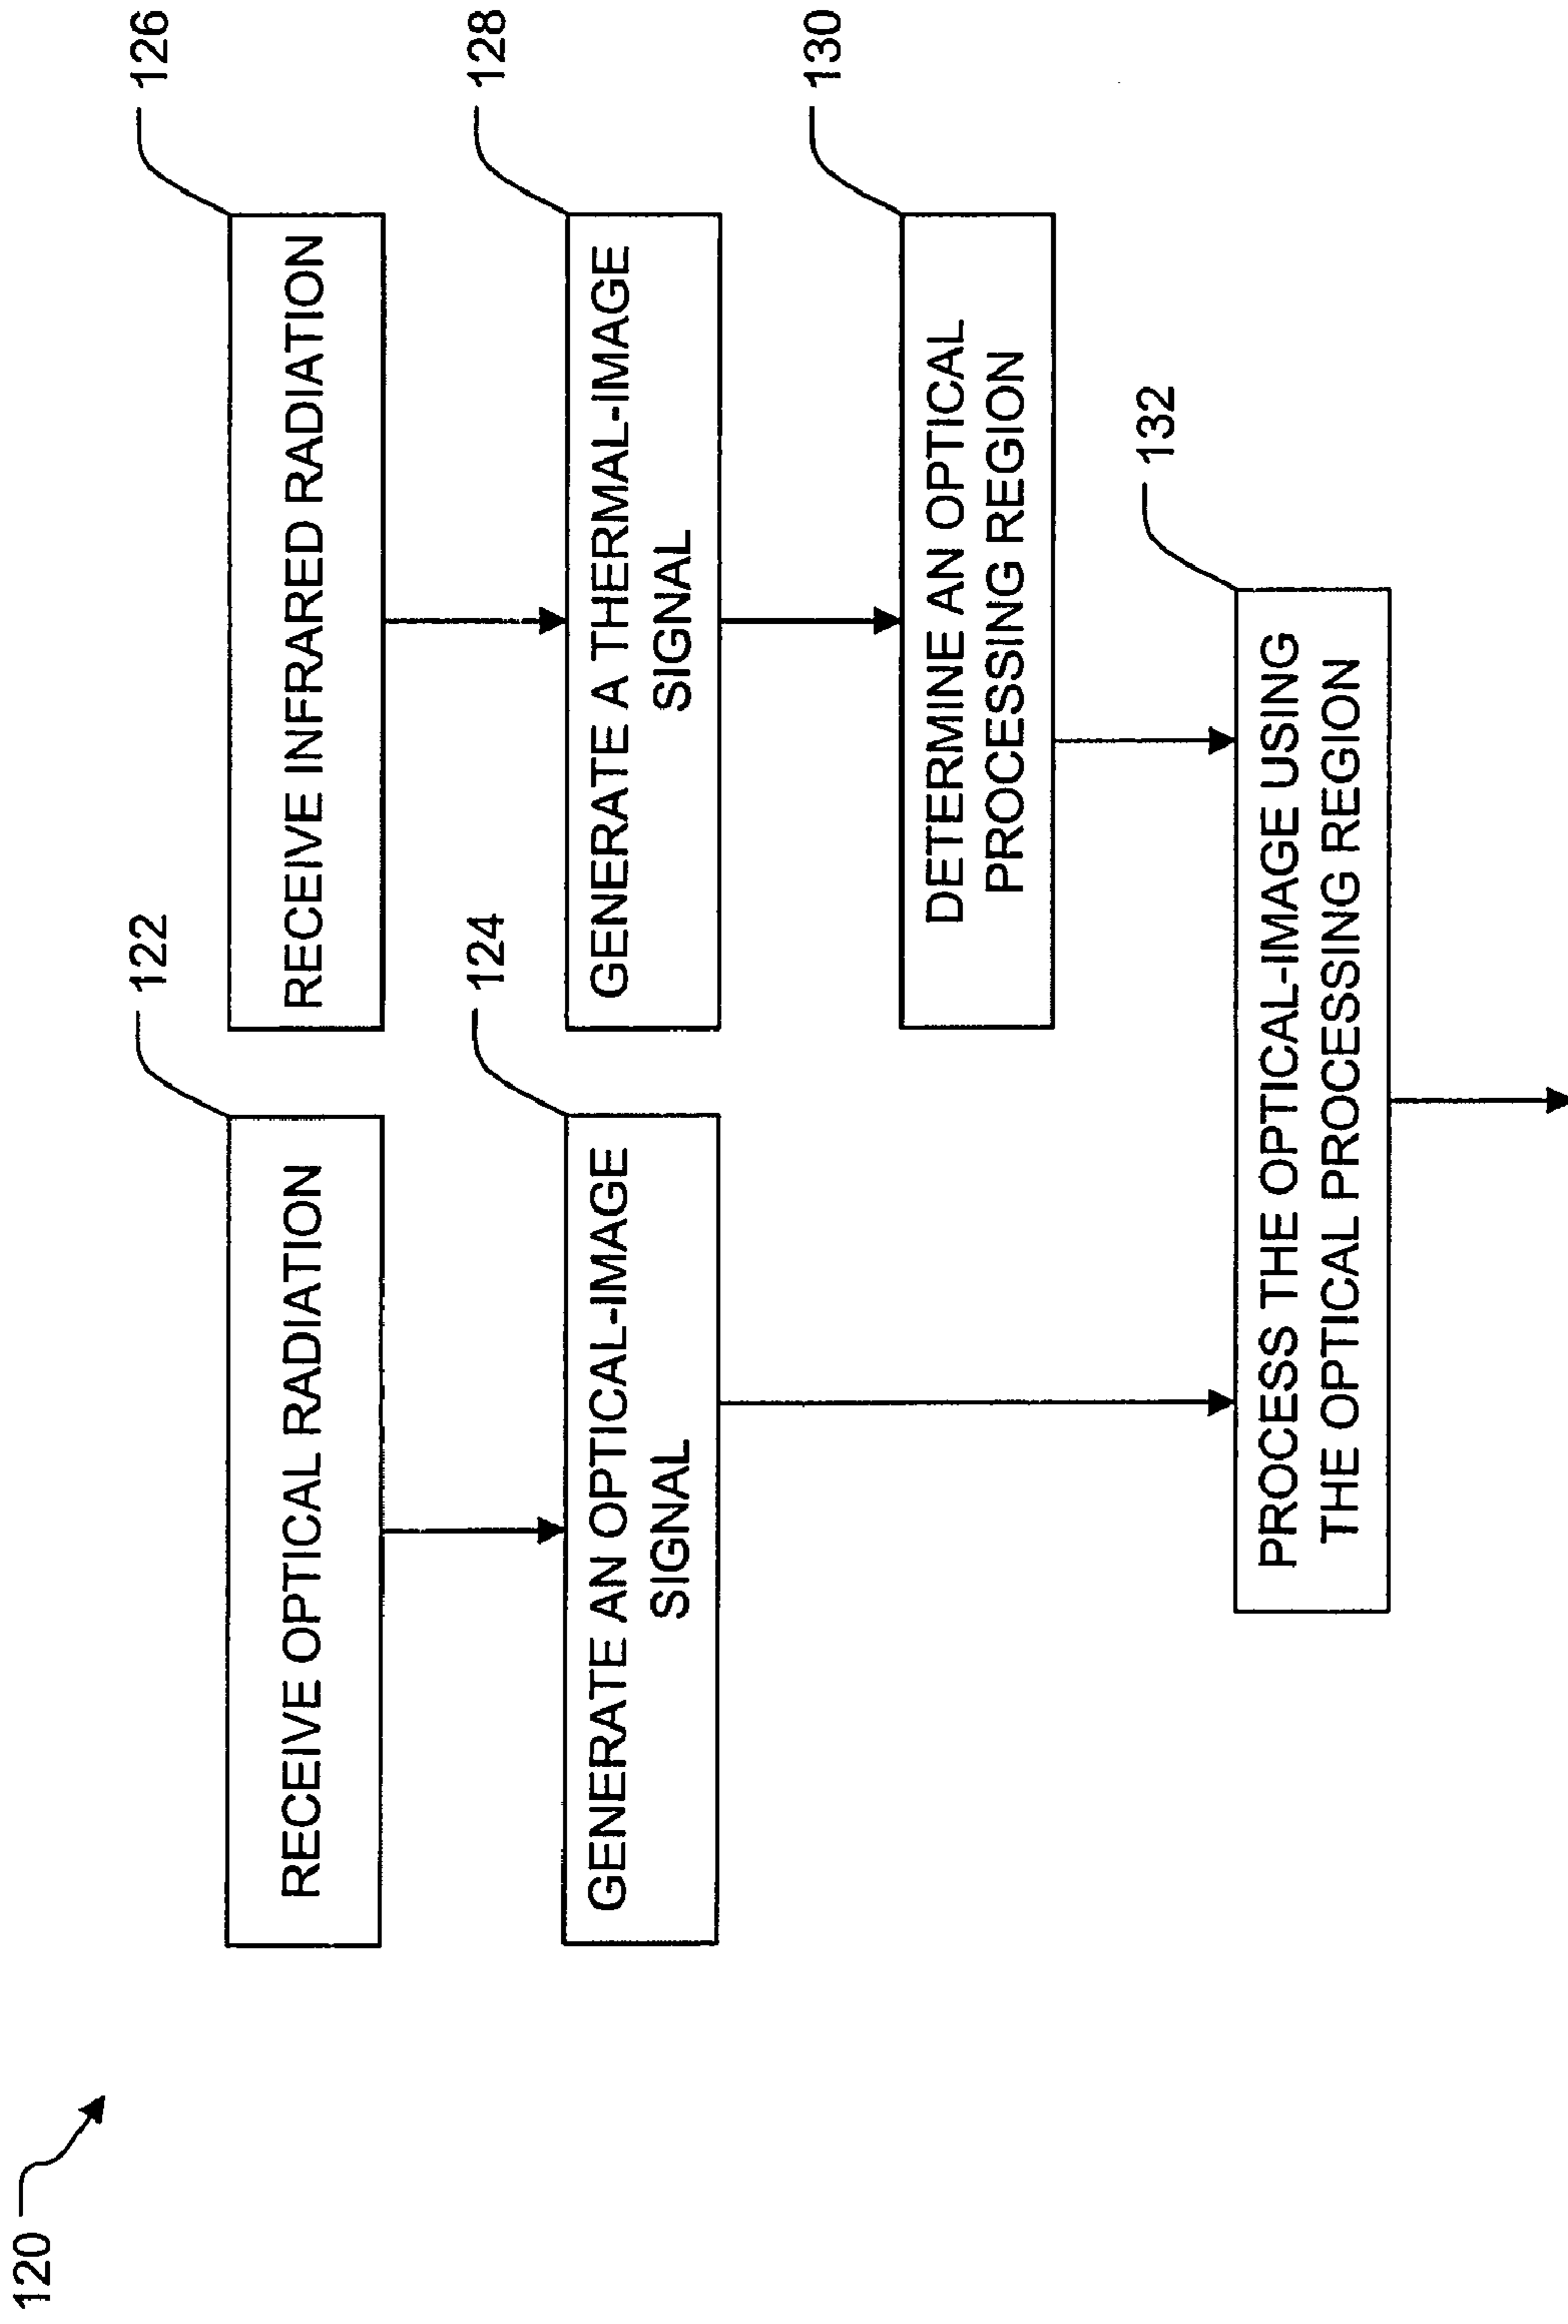 120
122
RECEIVE OPTICAL RADIATION
126
RECEIVE INFRARED RADIATION
124
GENERATE AN OPTICAL-IMAGE
SIGNAL
128
GENERATE A THERMAL-IMAGE
SIGNAL
130
DETERMINE AN OPTICAL
PROCESSING REGION
132
PROCESS THE OPTICAL-IMAGE USING
THE OPTICAL PROCESSING REGION